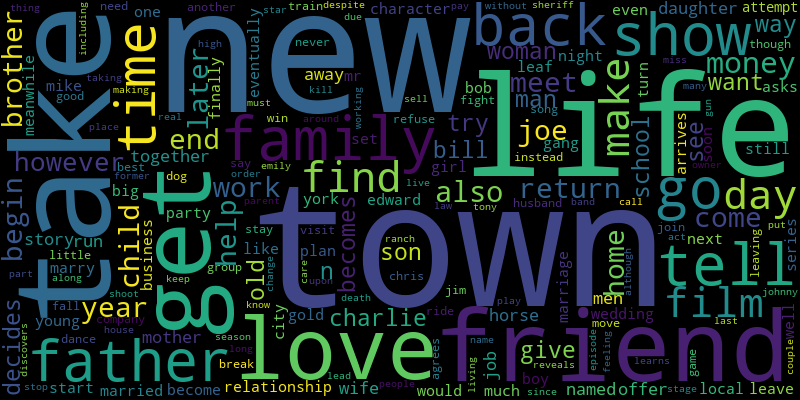 new
life
town
take
friend
love
get
family
show
back
father
tell
film
go
day
find
time
make
end
however
brother
later
woman
meet
man
money
way
want
asks
daughter
character
attempt
night
leaf
try
bill
joe
see
school
arrives
soon
still
work
help
old
also
return
home
come
child
year
begin
story
run
together
big
party
like
york
edward
son
becomes
n
plan
visit
stay
city
gold
charlie
horse
men
wedding
marriage
give
job
boy
named
offer
local
leave
much
would
wife
relationship
married
become
start
mother
young
decides
marry
little
business
dog
group
finally
away
mr
eventually
train
despite
pay
without
sheriff
one
another
need
star
due
never
high
including
meanwhile
mike
good
taking
making
thing
place
real
must
kill
fight
bob
sell
refuse
gang
song
turn
even
though
miss
many
gun
owner
set
win
around
working
instead
girl
say
emily
order
parent
live
tony
law
husband
band
call
join
act
next
leaving
put
series
best
former
part
along
keep
fall
shoot
company
house
dance
season
long
break
know
change
care
upon
death
ranch
chris
jim
ride
play
agrees
name
move
although
johnny
last
well
couple
episode
feeling
learns
game
stage
since
living
reveals
people
lead
stop
discovers